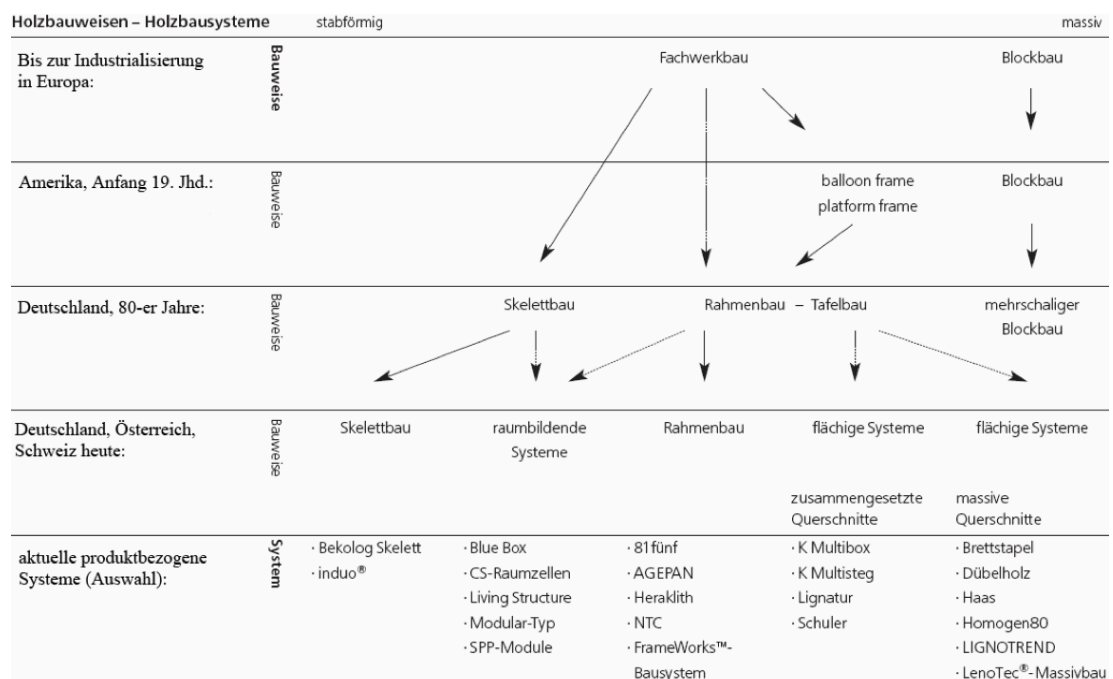 Holzbauweisen – Holzbausysteme stabförmig massiv
Bis zur Industrialisierung
in Europa:
Bauweise
Fachwerkbau Blockbau
Amerika, Anfang 19. Jhd.:
Bauweise
balloon frame
platform frame
Blockbau
Deutschland, 80-er Jahre:
Bauweise
Skelettbau Rahmenbau – Tafelbau
mehrschaliger
Blockbau
Deutschland, Österreich,
Schweiz heute:
Bauweise
Skelettbau
raumbildende
Systeme
Rahmenbau
flächige Systeme
zusammengesetzte
Querschnitte
flächige Systeme
massive
Querschnitte
aktuelle produktbezogene
Systeme (Auswahl):
System
· Bekolog Skelett
· induo®
· Blue Box
· CS-Raumzellen
· Living Structure
· Modular-Typ
· SPP-Module
· 81fünf
· AGEPAN
· Heraklith
· NTC
· FrameWorks™-
Bausystem
· K Multibox
· K Multisteg
· Lignatur
· Schuler
· Brettstapel
· Dübelholz
· Haas
· Homogen80
· LIGNOTREND
· LenoTec®- Massivbau